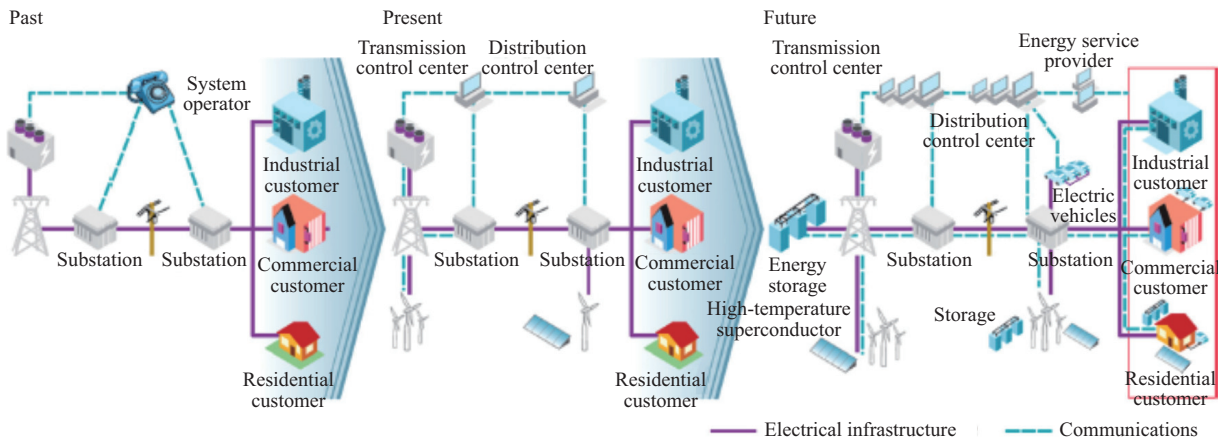 Past
System
operator
Substation
Substation
Industrial
customer
Commercial
customer
Residential
customer
Present
Transmission
control center
Distribution
control center
Substation
Substation
Industrial
customer
Commercial
customer
Residential
customer
Future
Transmission
control center
Energy service
provider
Distribution
control center
Electric
vehicles
Energy
storage
High-temperature
superconductor
Substation
Substation
Storage
Industrial
customer
Commercial
customer
Residential
customer
Electrical infrastructure
Communications